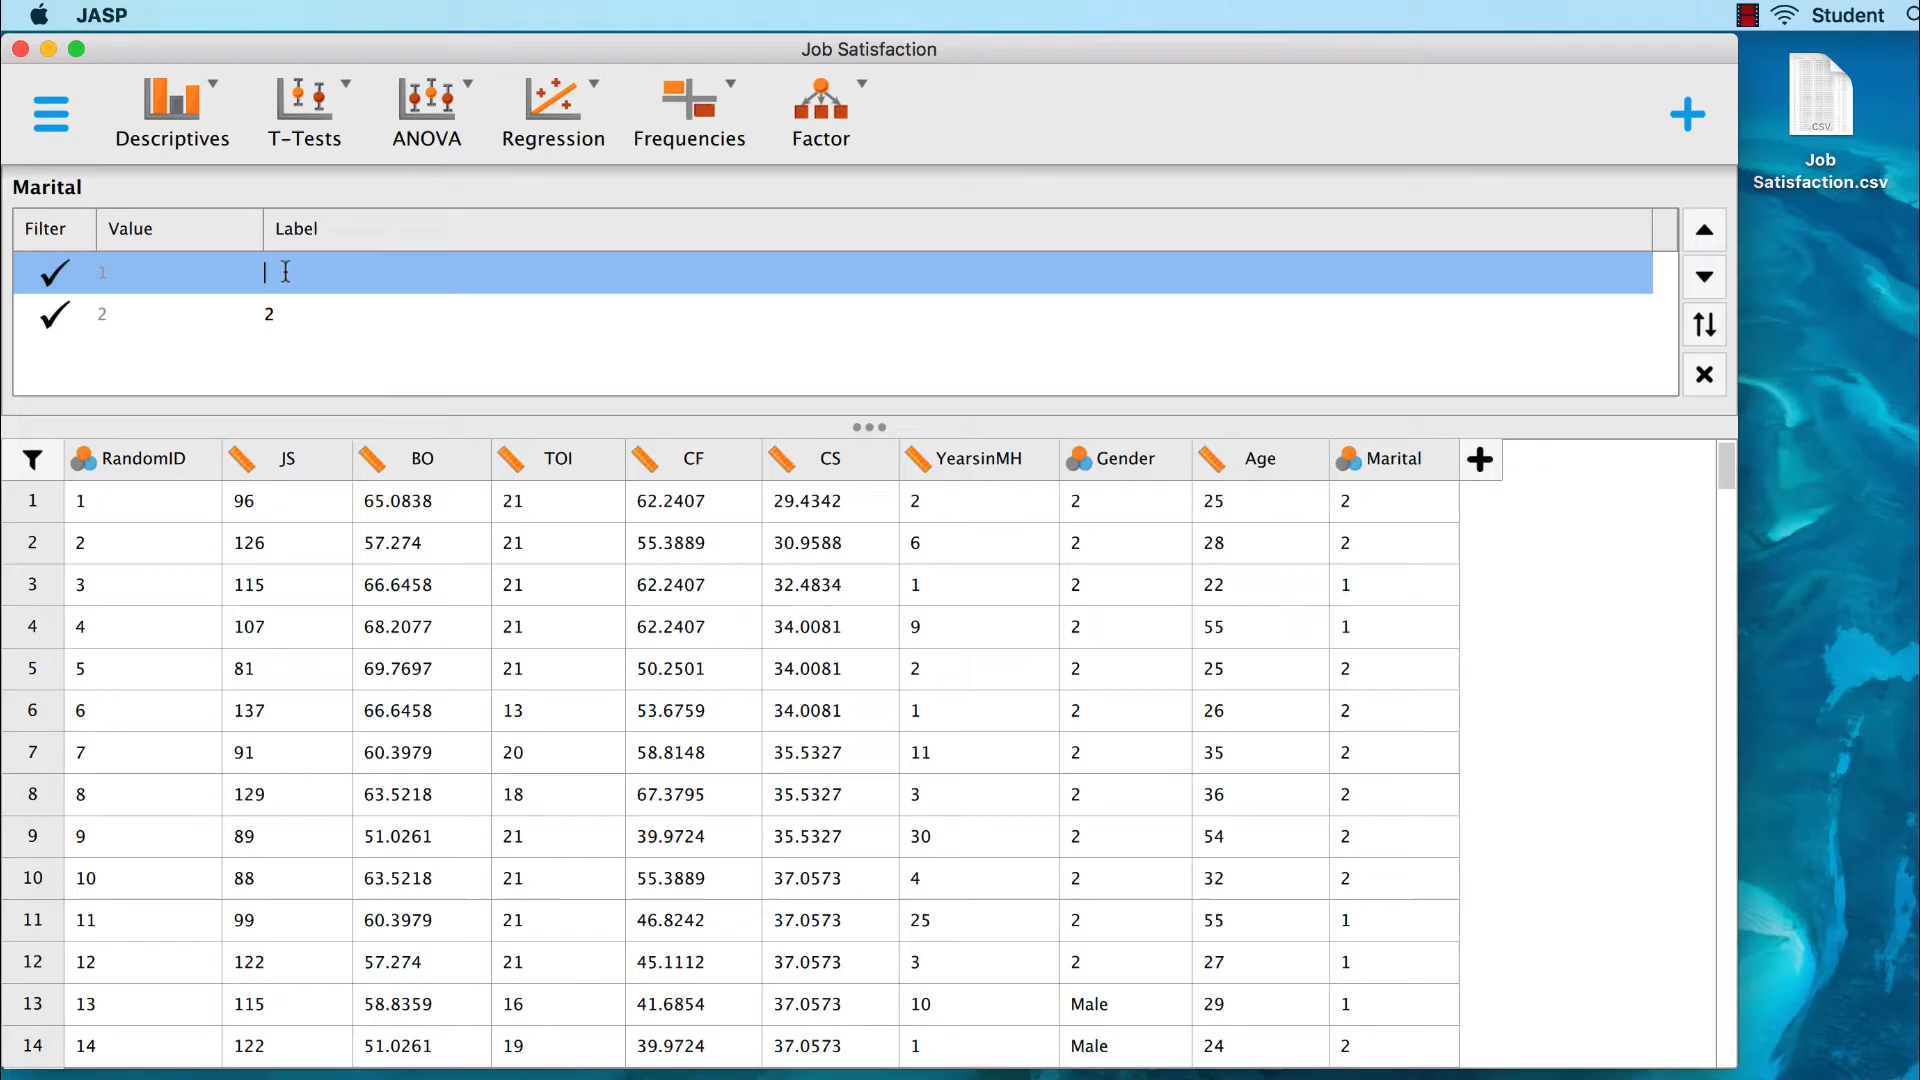 JASP Student
Job Satisfaction
Descriptives T-Tests ANOVA Regression Frequencies Factor
CSV
Job
Satisfaction.csv
Marital
Filter Value Label
1
2 2
RandomID JS BO TOI CF CS YearsinMH Gender Age Marital
1 1 96 65.0838 21 62.2407 29.4342 2 2 25 2
2 2 126 57.274 21 55.3889 30.9588 6 2 28 2
3 3 115 66.6458 21 62.2407 32.4834 1 2 22 1
4 4 107 68.2077 21 62.2407 34.0081 9 2 55 1
5 5 81 69.7697 21 50.2501 34.0081 2 2 25 2
6 6 137 66.6458 13 53.6759 34.0081 1 2 26 2
7 7 91 60.3979 20 58.8148 35.5327 11 2 35 2
8 8 129 63.5218 18 67.3795 35.5327 3 2 36 2
9 9 89 51.0261 21 39.9724 35.5327 30 2 54 2
10 10 88 63.5218 21 55.3889 37.0573 4 2 32 2
11 11 99 60.3979 21 46.8242 37.0573 25 2 55 1
12 12 122 57.274 21 45.1112 37.0573 3 2 27 1
13 13 115 58.8359 16 41.6854 37.0573 10 Male 29 1
14 14 122 51.0261 19 39.9724 37.0573 1 Male 24 2